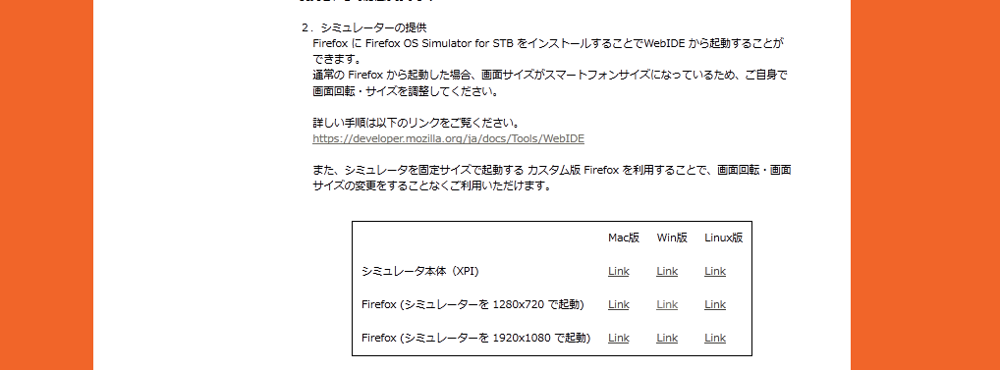 2．シミュレーターの提供
Firefox に Firefox OS Simulator for STB をインストールすることでWebIDE から起動することが
できます。
通常の Firefox から起動した場合、画面サイズがスマートフォンサイズになっているため、ご自身で
画面回転・サイズを調整してください。
詳しい手順は以下のリンクをご覧ください。
https://developer.mozilla.org/ja/docs/Tools/WebIDE
また、シミュレータを固定サイズで起動する カスタム版 Firefox を利用することで、画面回転・画面
サイズの変更をすることなくご利用いただけます。
Mac版 Win版 Linux版
シミュレータ本体（XPI) Link Link Link
Firefox (シミュレーターを 1280x720 で起動) Link Link Link
Firefox (シミュレーターを 1920x1080 で起動) Link Link Link